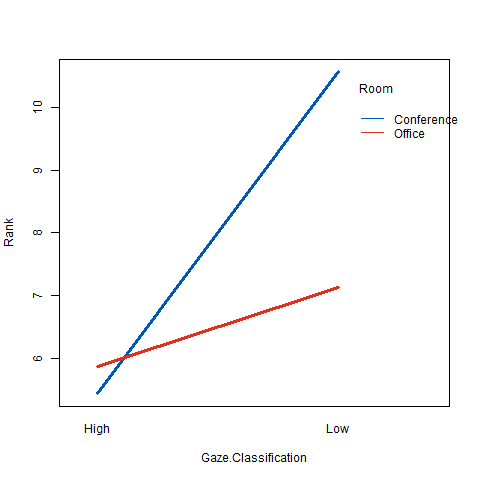 Room
Conference
Office
Rank
10
9
8
7
6
High
Low
Gaze.Classification